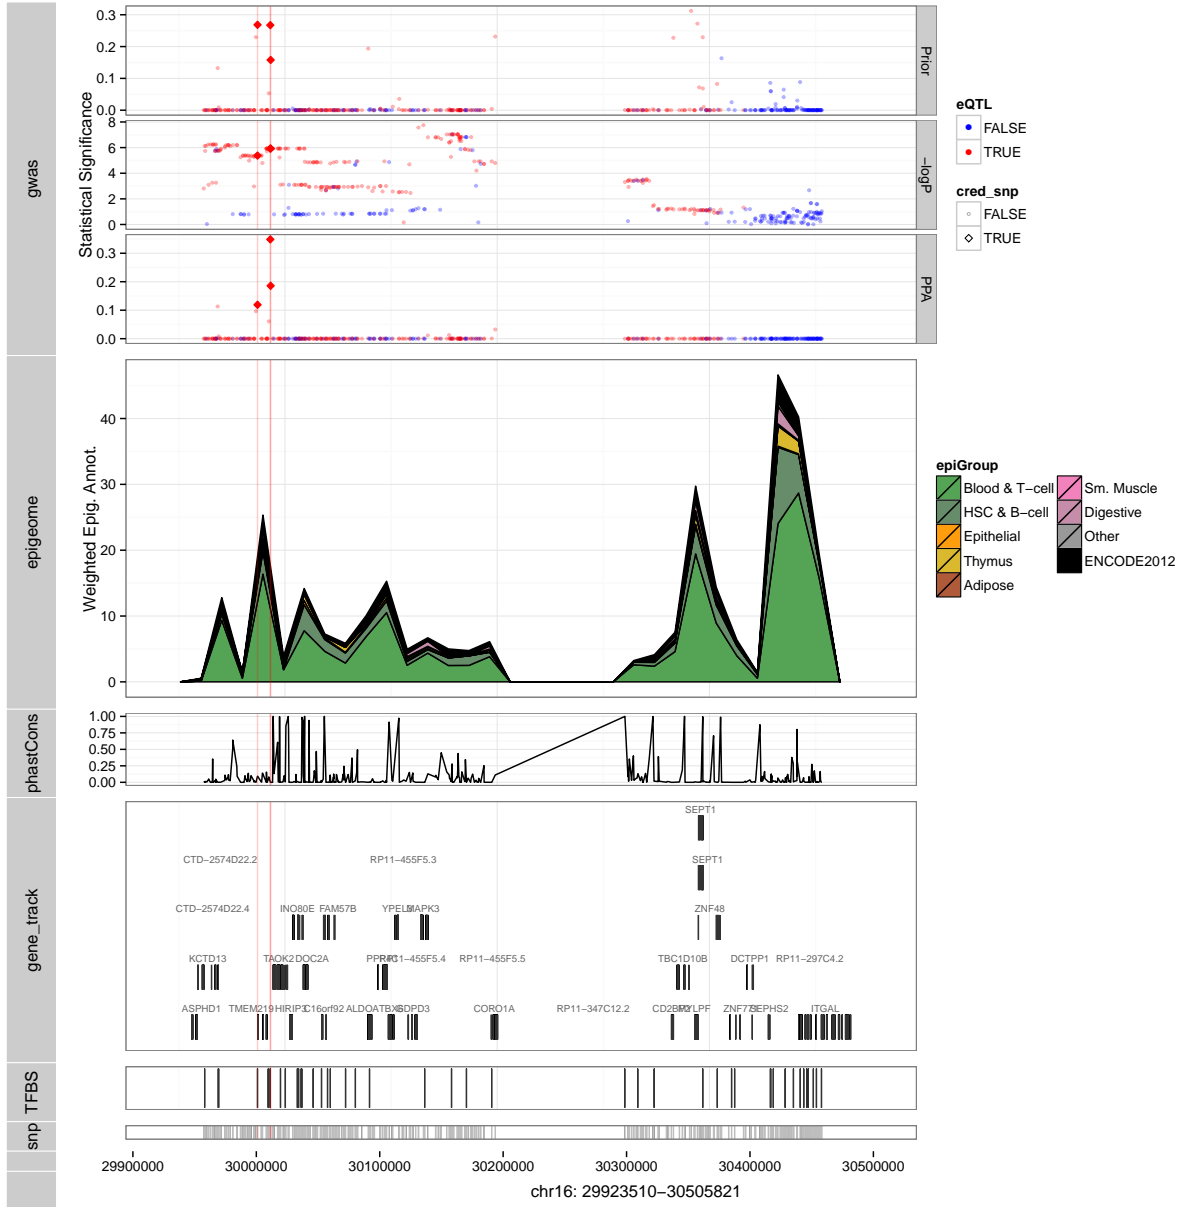 gwas
Statistical Significance
0.3
0.2
0.1
0.0
Prior
8
6
4
2
0
−logP
0.3
0.2
0.1
0.0
PPA
eQTL
FALSE
TRUE
cred_snp
FALSE
TRUE
epigeome
Weighted Epig. Annot.
40
30
20
10
0
epiGroup
Blood & T−cell
HSC & B−cell
Epithelial
Thymus
Adipose
Sm. Muscle
Digestive
Other
ENCODE2012
phastCons
1.00
0.75
0.50
0.25
0.00
gene_track
SEPT1
CTD−2574D22.2 RP11−455F5.3 SEPT1
CTD−2574D22.4 INO80E FAM57B YPEL3 MAPK3 ZNF48
KCTD13 TAOK2 DOC2A PPP4C RP11−455F5.4 RP11−455F5.5 TBC1D10B DCTPP1 RP11−297C4.2
ASPHD1 TMEM219 HIRIP3 C16orf92 ALDOA TBX6 GDPD3 CORO1A RP11−347C12.2 CD2BP2 MYLPF ZNF771 SEPHS2 ITGAL
TFBS
snp
29900000 30000000 30100000 30200000 30300000 30400000 30500000
chr16: 29923510−30505821